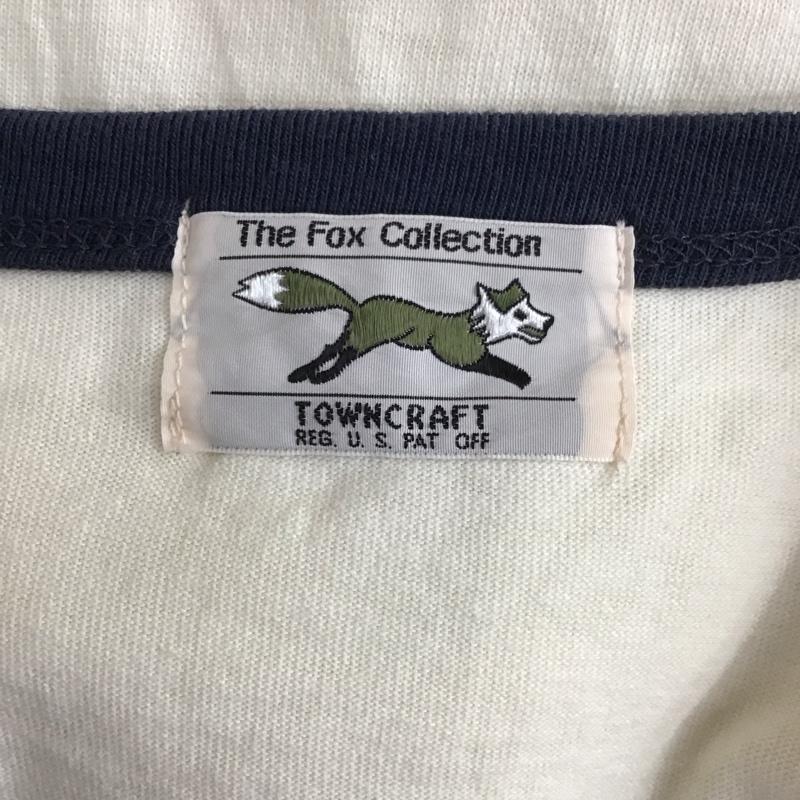 The Fox Collection
TOWNCRAFT
REG. U. S. PAT OFF